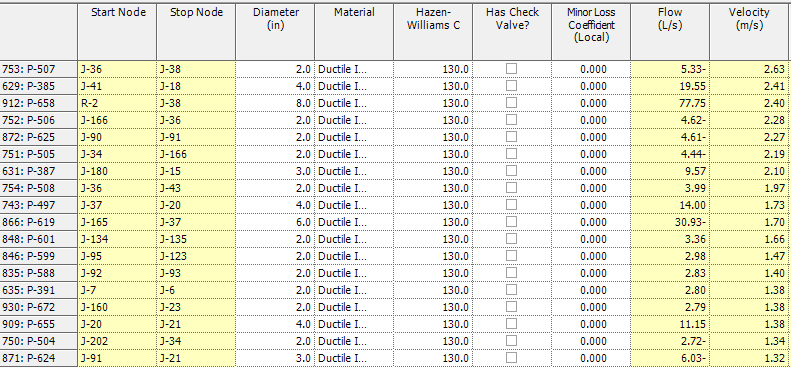 Start Node Stop Node Diameter (in) Material Hazen-Williams C Has Check Valve? Minor Loss Coefficient (Local) Flow (L/s) Velocity (m/s)
753: P-507 J-36 J-38 2.0 Ductile I... 130.0 0.000 5.33- 2.63
629: P-385 J-41 J-18 4.0 Ductile I... 130.0 0.000 19.55 2.41
912: P-658 R-2 J-38 8.0 Ductile I... 130.0 0.000 77.75 2.40
752: P-506 J-166 J-36 2.0 Ductile I... 130.0 0.000 4.62- 2.28
872: P-625 J-90 J-91 2.0 Ductile I... 130.0 0.000 4.61- 2.27
751: P-505 J-34 J-166 2.0 Ductile I... 130.0 0.000 4.44- 2.19
631: P-387 J-180 J-15 3.0 Ductile I... 130.0 0.000 9.57 2.10
754: P-508 J-36 J-43 2.0 Ductile I... 130.0 0.000 3.99 1.97
743: P-497 J-37 J-20 4.0 Ductile I... 130.0 0.000 14.00 1.73
866: P-619 J-165 J-37 6.0 Ductile I... 130.0 0.000 30.93- 1.70
848: P-601 J-134 J-135 2.0 Ductile I... 130.0 0.000 3.36 1.66
846: P-599 J-95 J-123 2.0 Ductile I... 130.0 0.000 2.98 1.47
835: P-588 J-92 J-93 2.0 Ductile I... 130.0 0.000 2.83 1.40
635: P-391 J-7 J-6 2.0 Ductile I... 130.0 0.000 2.80 1.38
930: P-672 J-160 J-23 2.0 Ductile I... 130.0 0.000 2.79 1.38
909: P-655 J-20 J-21 4.0 Ductile I... 130.0 0.000 11.15 1.38
750: P-504 J-202 J-34 2.0 Ductile I... 130.0 0.000 2.72- 1.34
871: P-624 J-91 J-21 3.0 Ductile I... 130.0 0.000 6.03- 1.32